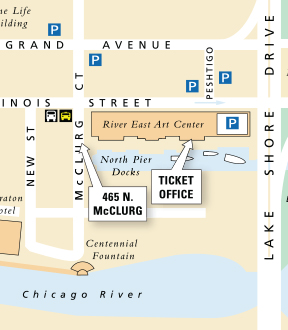 ne Life
ilding
P
GRAND AVENUE
P
P
P
PESHTIGO
CT
LAKE SHORE DRIVE
INOIS STREET
River East Art Center
P
NEW ST
McCLURG
North Pier
Docks
465 N.
McCLURG
TICKET
OFFICE
raton
otel
Centennial
Fountain
Chicago River